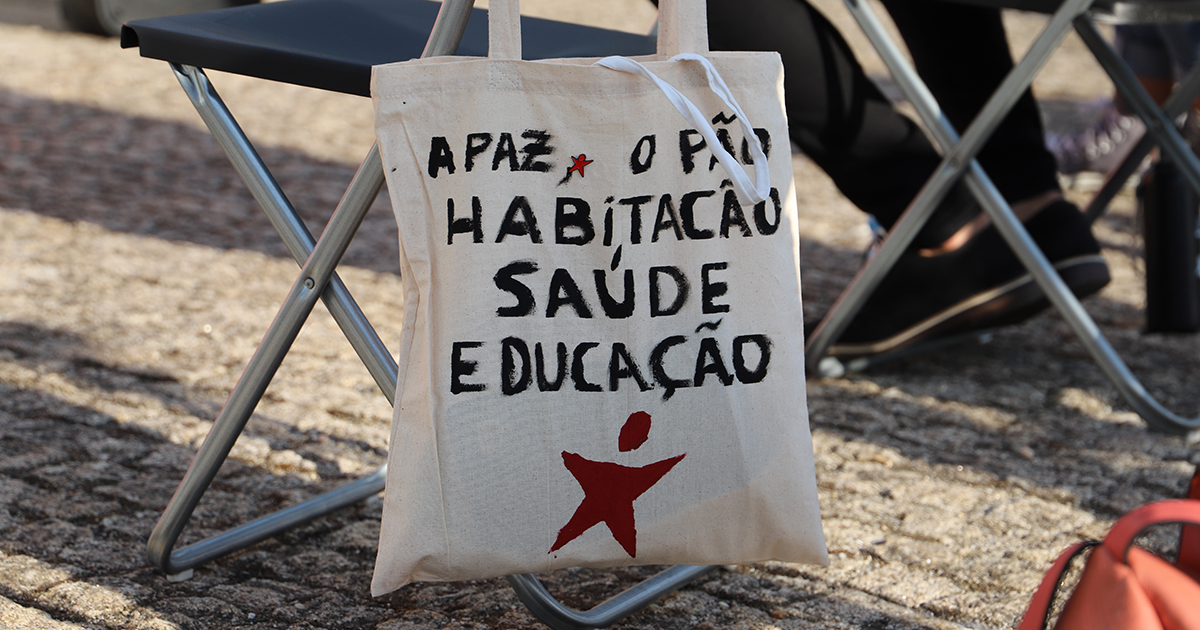 A PAZ, O PÃO
HABITAÇÃO
SAÚDE
EDUCAÇÃO